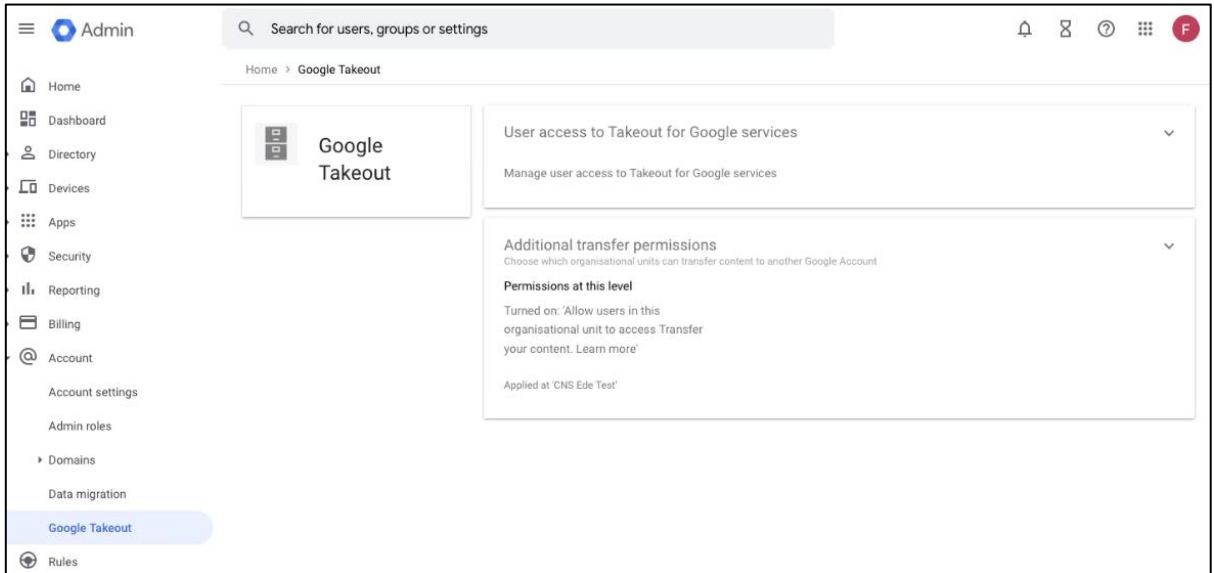 Admin
Search for users, groups or settings
F
Home > Google Takeout
Home
Dashboard
Directory
Devices
Apps
Security
Reporting
Billing
Account
Account settings
Admin roles
Domains
Data migration
Google Takeout
Rules
Google
Takeout
User access to Takeout for Google services
Manage user access to Takeout for Google services
Additional transfer permissions
Choose which organisational units can transfer content to another Google Account
Permissions at this level
Turned on: 'Allow users in this
organisational unit to access Transfer
your content. Learn more'
Applied at 'CNS Ede Test'